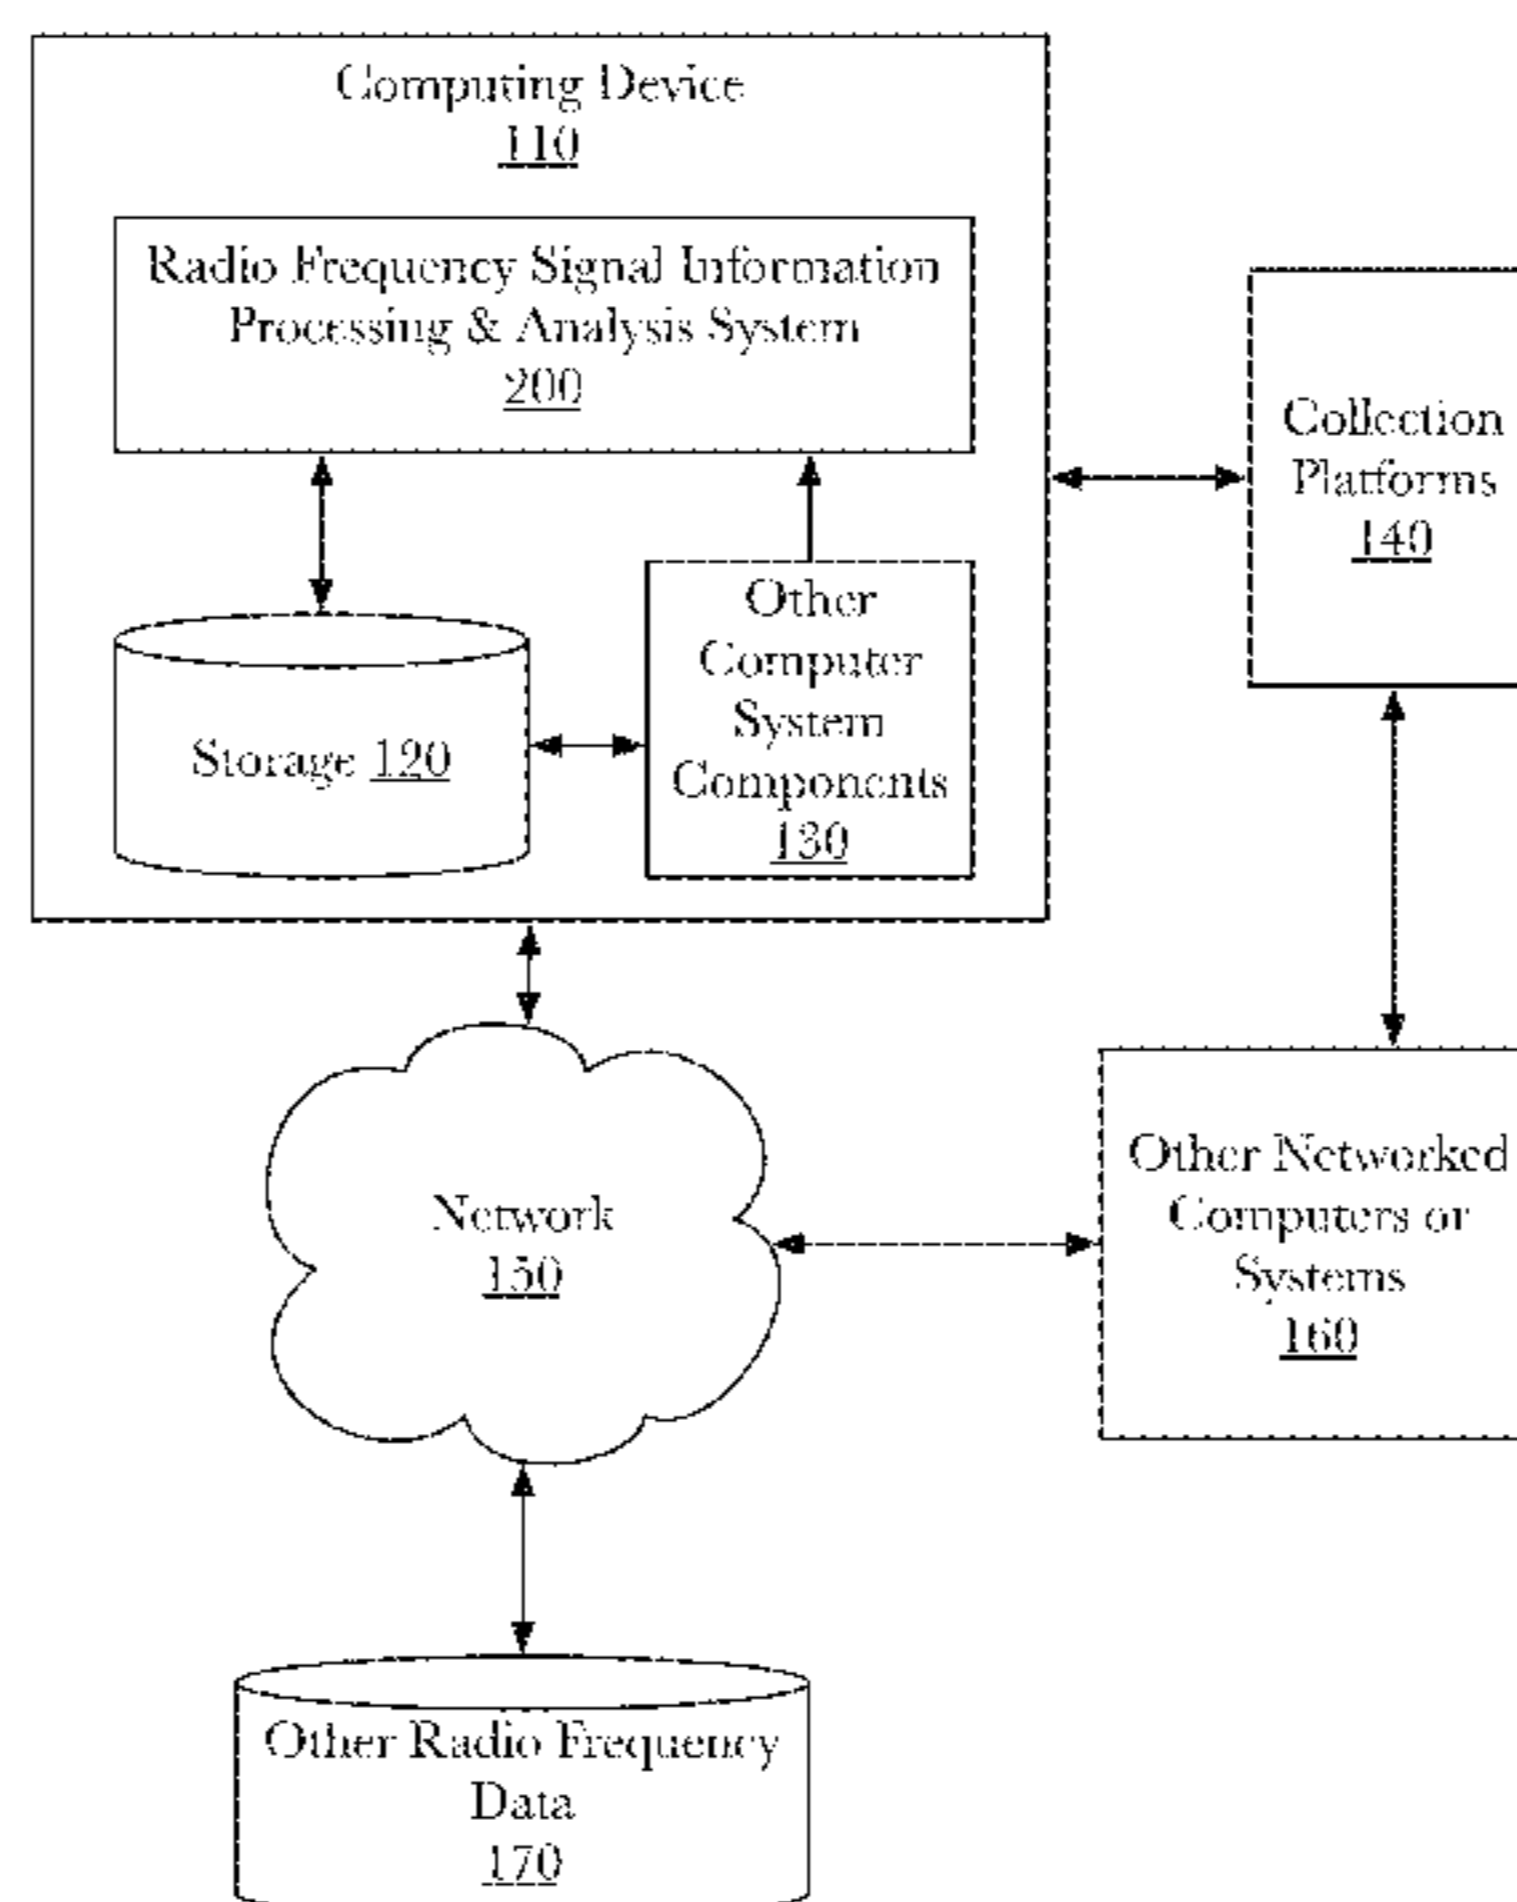 Computing Device
110
Radio Frequency Signal Information
Processing & Analysis System
200
Collection
Platforms
140
Other
Computer
System
Components
130
Storage 120
Other Networked
Computers or
Systems
160
Network
150
Other Radio Frequency
Data
170